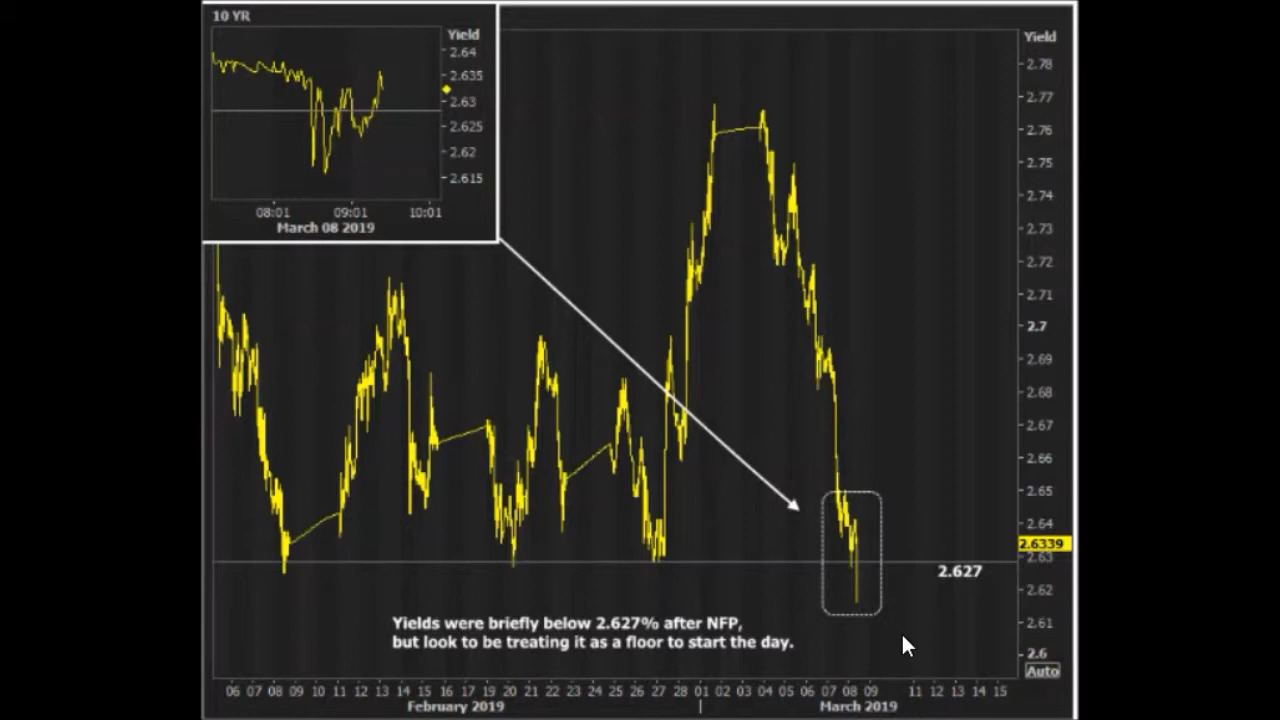 10 YR
Yield
2.64
2.635
2.63
2.625
2.62
2.615
08:01 09:01 10:01
March 08 2019
Yield
2.78
2.77
2.76
2.75
2.74
2.73
2.72
2.71
2.7
2.69
2.68
2.67
2.66
2.65
2.64
2.6339
2.63
2.627
2.62
2.61
2.6
Auto
Yields were briefly below 2.627% after NFP,
but look to be treating it as a floor to start the day.
06 07 08 09 10 11 12 13 14 15 16 17 18 19 20 21 22 23 24 25 26 27 28 01 02 03 04 05 06 07 08 09 11 12 13 14 15
February 2019 March 2019